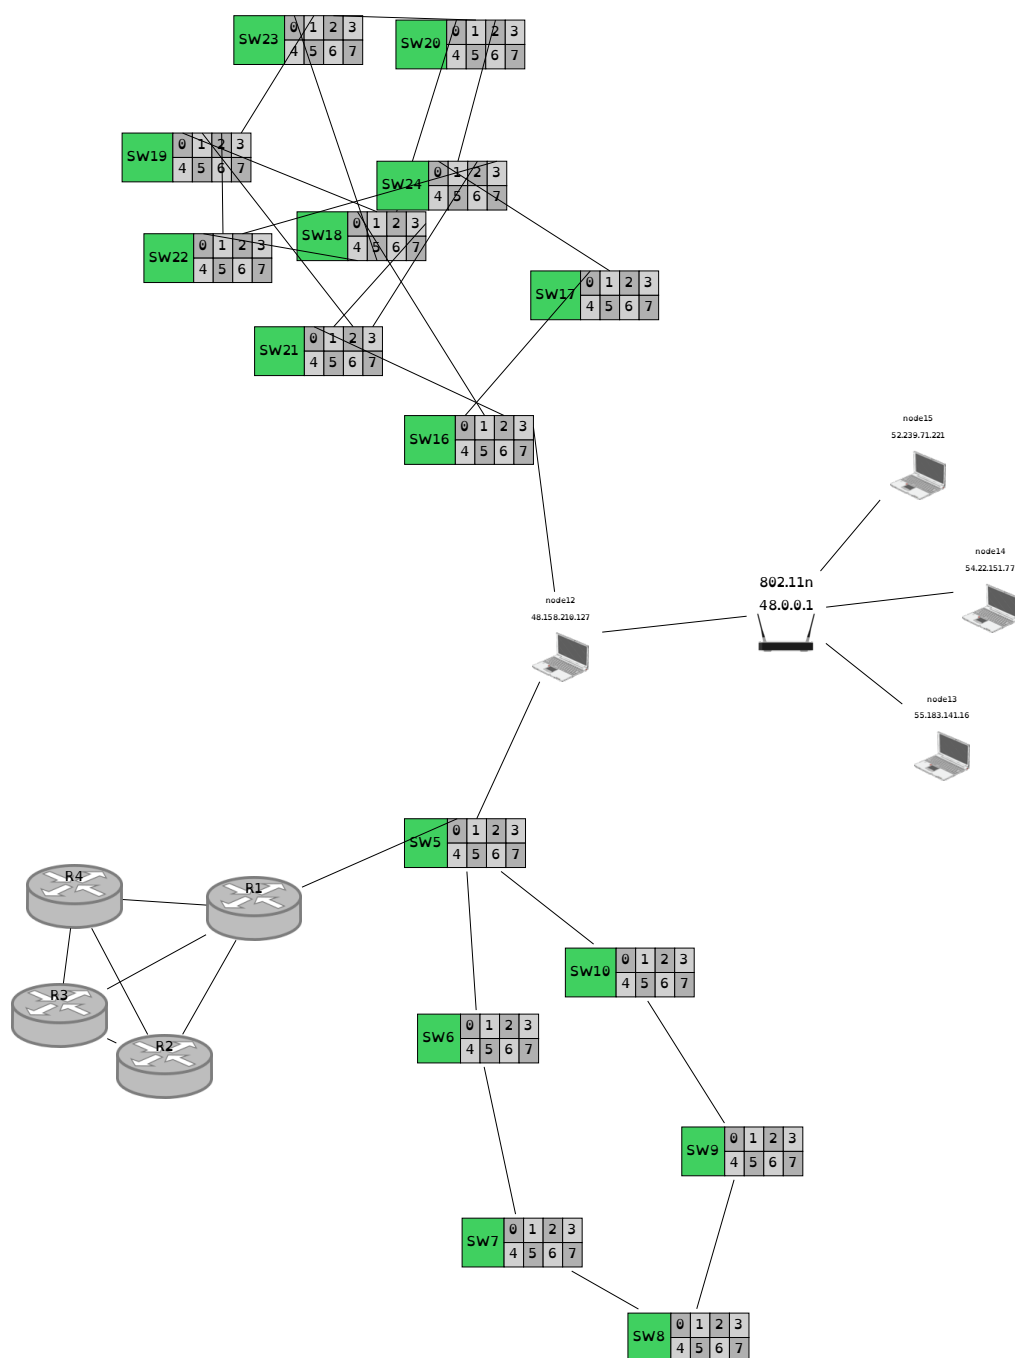 SW23 0 1 2 3
4 5 6 7
SW20 0 1 2 3
4 5 6 7
SW19 0 1 2 3
4 5 6 7
SW24 0 1 2 3
4 5 6 7
SW18 0 1 2 3
4 5 6 7
SW22 0 1 2 3
4 5 6 7
SW17 0 1 2 3
4 5 6 7
SW21 0 1 2 3
4 5 6 7
SW16 0 1 2 3
4 5 6 7
node15
52.239.71.221
node14
54.22.151.77
802.11n
48.0.0.1
node12
48.158.210.127
node13
55.183.141.16
SW5 0 1 2 3
4 5 6 7
R4
R1
R3
R2
SW10 0 1 2 3
4 5 6 7
SW6 0 1 2 3
4 5 6 7
SW9 0 1 2 3
4 5 6 7
SW7 0 1 2 3
4 5 6 7
SW8 0 1 2 3
4 5 6 7